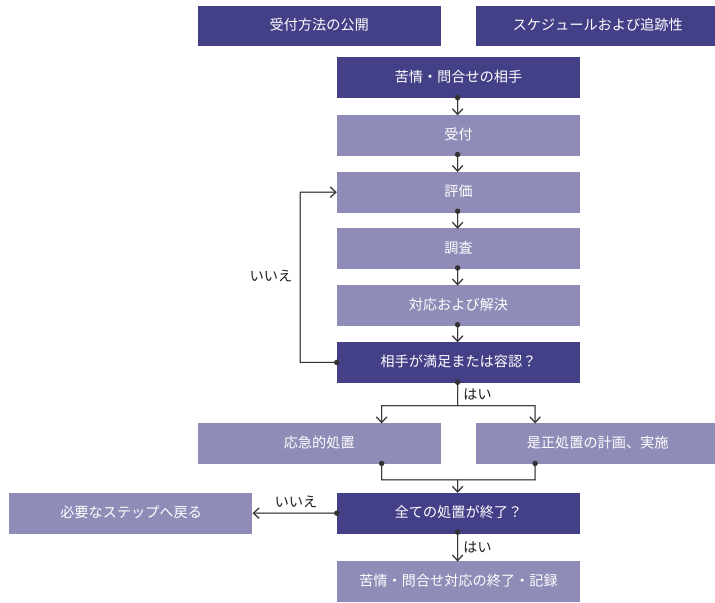 受付方法の公開
スケジュールおよび追跡性
苦情・問合せの相手
受付
評価
調査
いいえ
対応および解決
相手が満足または容認？
はい
応急的処置
是正処置の計画、実施
いいえ
必要なステップへ戻る
全ての処置が終了？
はい
苦情・問合せ対応の終了・記録